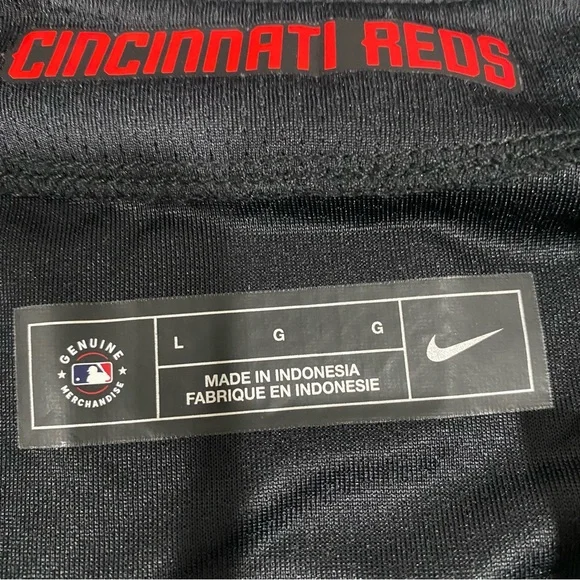 CINCINNATI REDS
GENUINE
MERCHANDISE
L G G
MADE IN INDONESIA
FABRIQUE EN INDONESIE